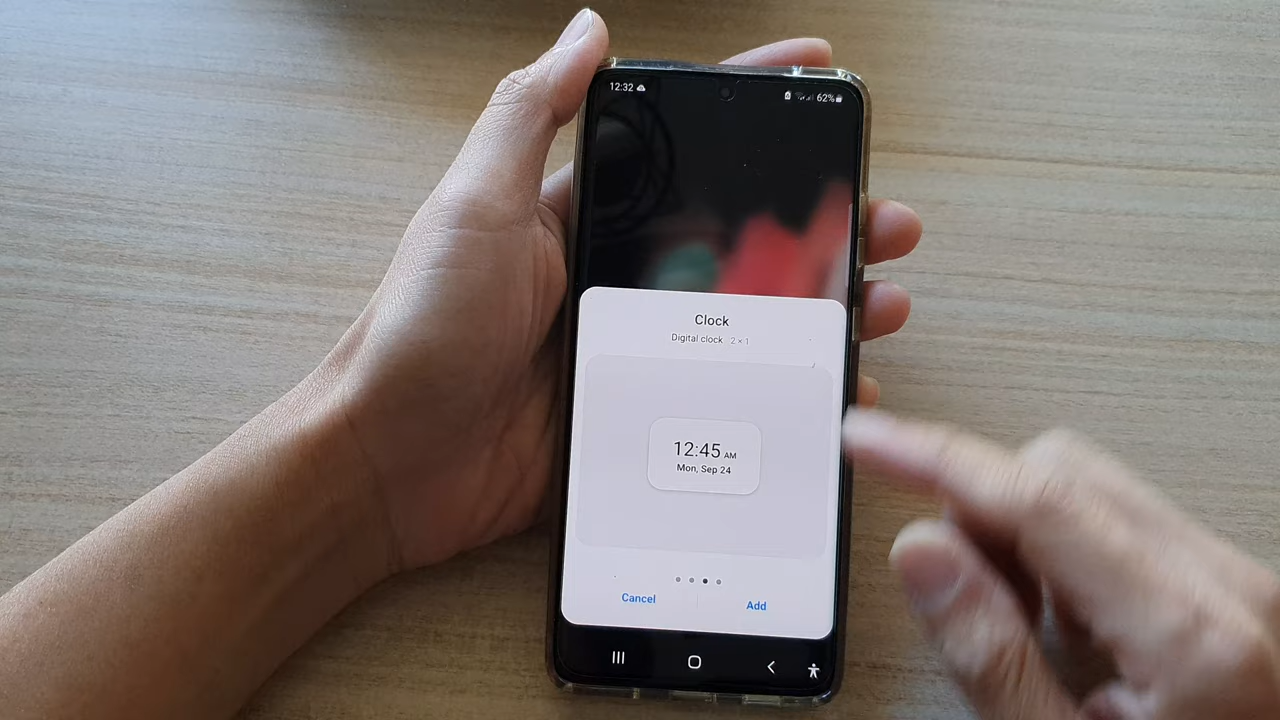 12:32 62%
Clock
Digital clock 2 × 1
12:45 AM
Mon, Sep 24
Cancel Add